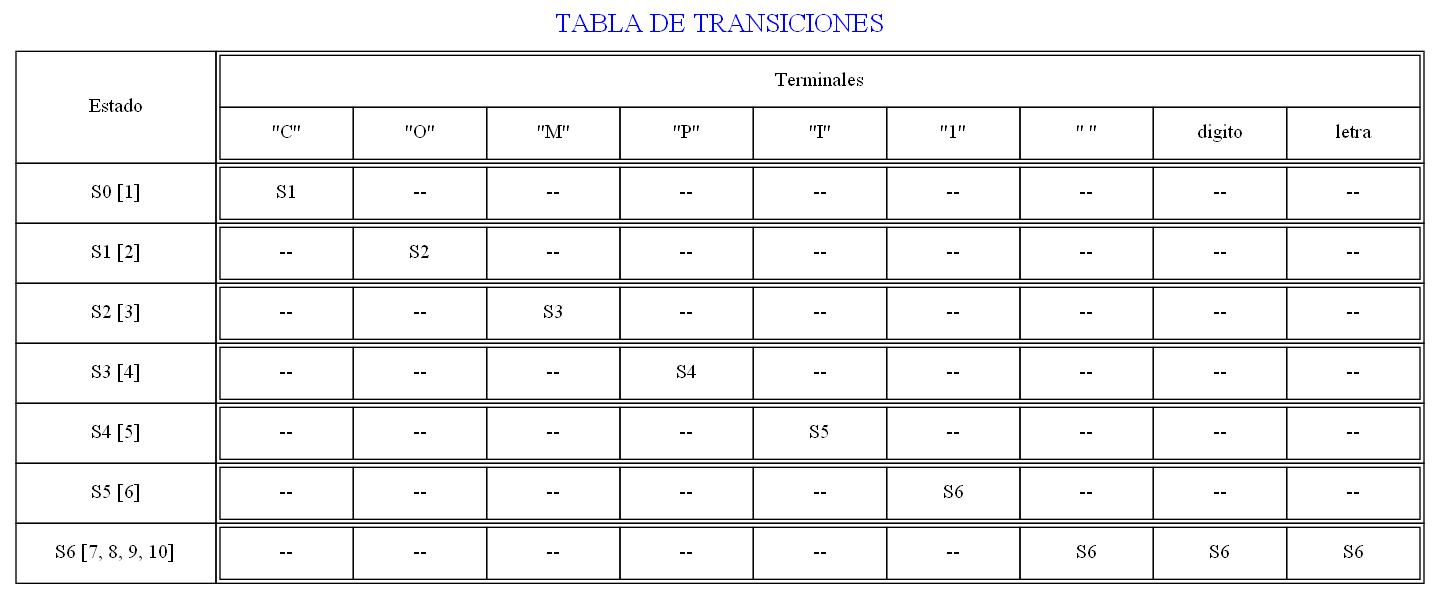 TABLA DE TRANSICIONES
Estado
Terminales
"C" "O" "M" "P" "I" "1" " " digito letra
S0 [1] S1 -- -- -- -- -- -- -- --
S1 [2] -- S2 -- -- -- -- -- -- --
S2 [3] -- -- S3 -- -- -- -- -- --
S3 [4] -- -- -- S4 -- -- -- -- --
S4 [5] -- -- -- -- S5 -- -- -- --
S5 [6] -- -- -- -- -- S6 -- -- --
S6 [7, 8, 9, 10] -- -- -- -- -- -- S6 S6 S6